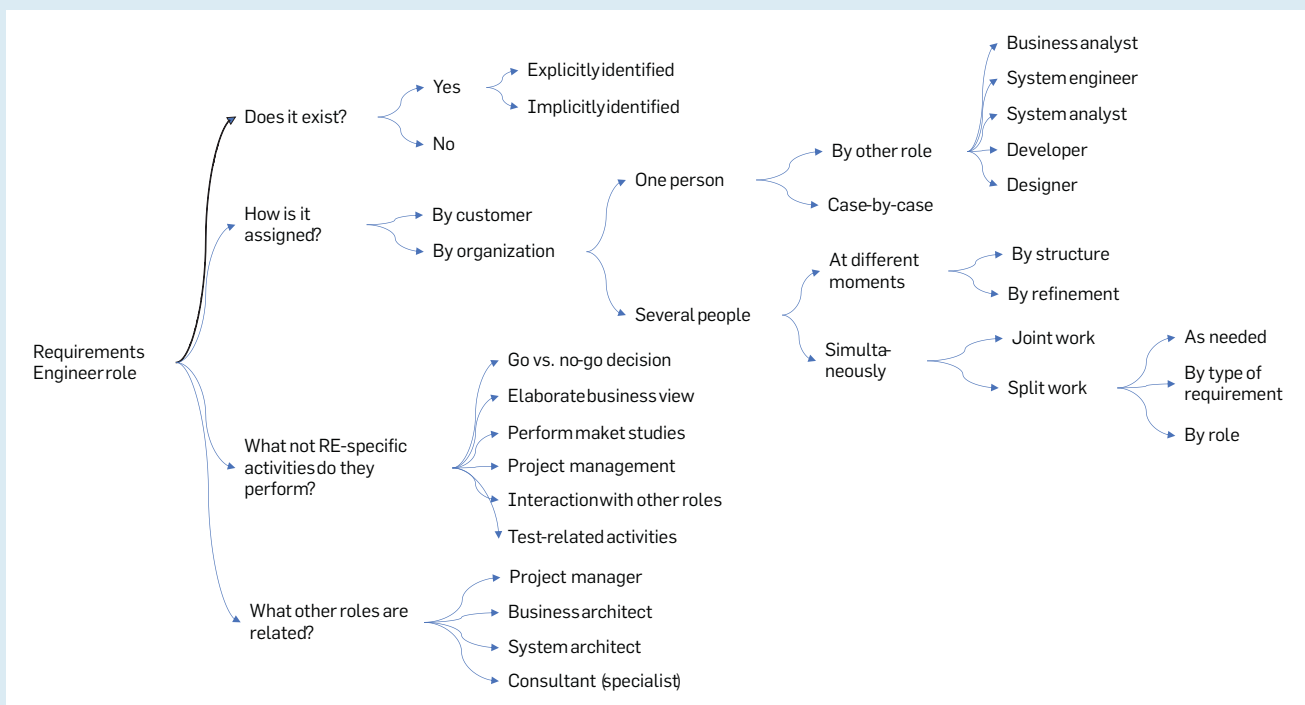 Requirements
Engineer role
Does it exist?
Yes
Explicitly identified
Implicitly identified
No
How is it
assigned?
By customer
By organization
One person
By other role
Business analyst
System engineer
System analyst
Developer
Designer
Case-by-case
Several people
At different
moments
By structure
By refinement
Simulta-
neously
Joint work
Split work
As needed
By type of
requirement
By role
What not RE-specific
activities do they
perform?
Go vs. no-go decision
Elaborate business view
Perform maket studies
Project management
Interaction with other roles
Test-related activities
What other roles are
related?
Project manager
Business architect
System architect
Consultant (specialist)